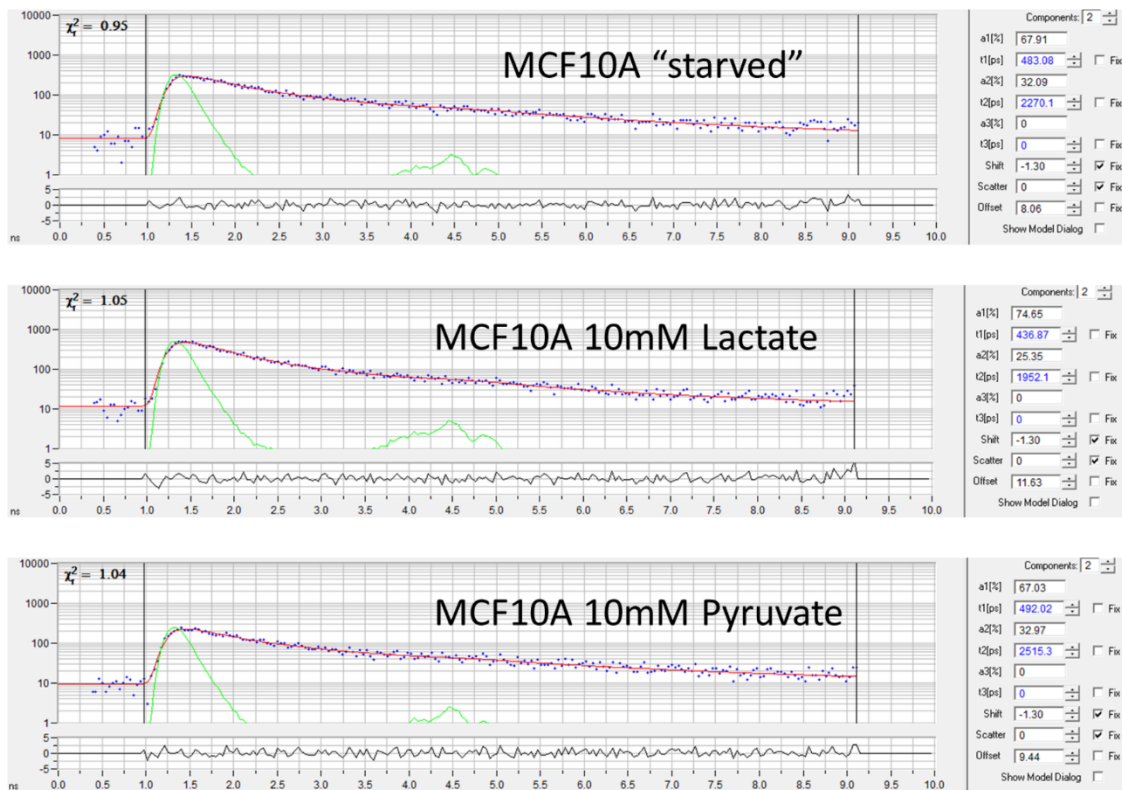 χ²ᵣ = 0.95
MCF10A “starved”
10000
1000
100
10
1
5
0
-5
ns
0.0 0.5 1.0 1.5 2.0 2.5 3.0 3.5 4.0 4.5 5.0 5.5 6.0 6.5 7.0 7.5 8.0 8.5 9.0 9.5 10.0
Components: 2
a1[%] 67.91
t1[ps] 483.08 Fix
a2[%] 32.09
t2[ps] 2270.1 Fix
a3[%] 0
t3[ps] 0 Fix
Shift -1.30 Fix
Scatter 0 Fix
Offset 8.06 Fix
Show Model Dialog
χ²ᵣ = 1.05
MCF10A 10mM Lactate
10000
1000
100
10
1
5
0
-5
ns
0.0 0.5 1.0 1.5 2.0 2.5 3.0 3.5 4.0 4.5 5.0 5.5 6.0 6.5 7.0 7.5 8.0 8.5 9.0 9.5 10.0
Components: 2
a1[%] 74.65
t1[ps] 436.87 Fix
a2[%] 25.35
t2[ps] 1952.1 Fix
a3[%] 0
t3[ps] 0 Fix
Shift -1.30 Fix
Scatter 0 Fix
Offset 11.63 Fix
Show Model Dialog
χ²ᵣ = 1.04
MCF10A 10mM Pyruvate
10000
1000
100
10
1
5
0
-5
ns
0.0 0.5 1.0 1.5 2.0 2.5 3.0 3.5 4.0 4.5 5.0 5.5 6.0 6.5 7.0 7.5 8.0 8.5 9.0 9.5 10.0
Components: 2
a1[%] 67.03
t1[ps] 492.02 Fix
a2[%] 32.97
t2[ps] 2515.3 Fix
a3[%] 0
t3[ps] 0 Fix
Shift -1.30 Fix
Scatter 0 Fix
Offset 9.44 Fix
Show Model Dialog